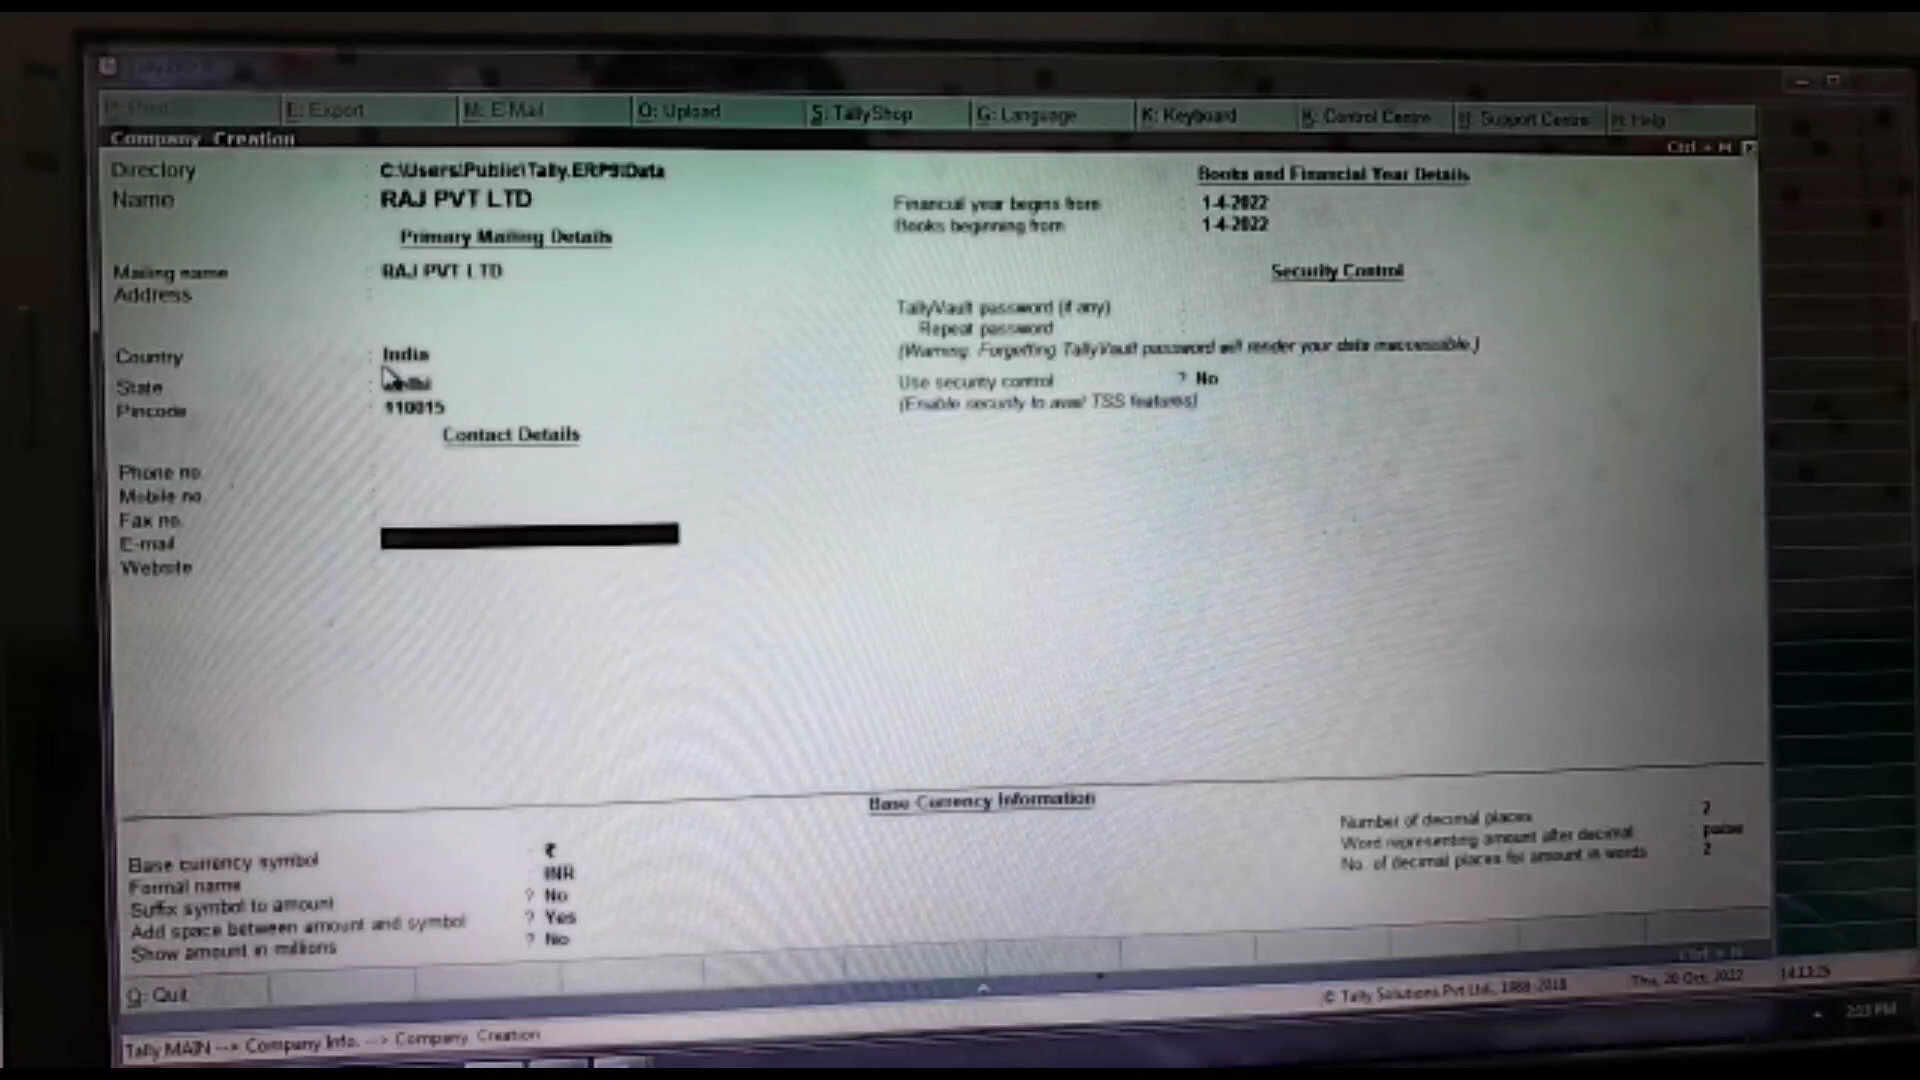 E: Export
M: E-Mail
O: Upload
S: TallyShop
G: Language
K: Keyboard
K: Control Centre
H: Support Centre
H: Help
Company Creation
Ctrl + M
Directory : C:\Users\Public\Tally.ERP9\Data
Name : RAJ PVT LTD
Primary Mailing Details
Mailing name : RAJ PVT LTD
Address :
Country : India
State :
Pincode : 110015
Contact Details
Phone no.
Mobile no.
Fax no.
E-mail
Website
Books and Financial Year Details
Financial year begins from : 1-4-2022
Books beginning from : 1-4-2022
Security Control
TallyVault password (if any) :
Repeat password :
(Warning: Forgetting TallyVault password will render your data inaccessible.)
Use security control ? No
(Enable security to avail TSS features)
Base Currency Information
Base currency symbol : ₹
Formal name : INR
Suffix symbol to amount ? No
Add space between amount and symbol ? Yes
Show amount in millions ? No
Number of decimal places : 2
Word representing amount after decimal : paise
No. of decimal places for amount in words : 2
Q: Quit
Ctrl + N
© Tally Solutions Pvt Ltd., 1988-2018
Thu, 20 Oct, 2022
14:13:25
Tally MAIN --> Company Info. --> Company Creation
2:13 PM